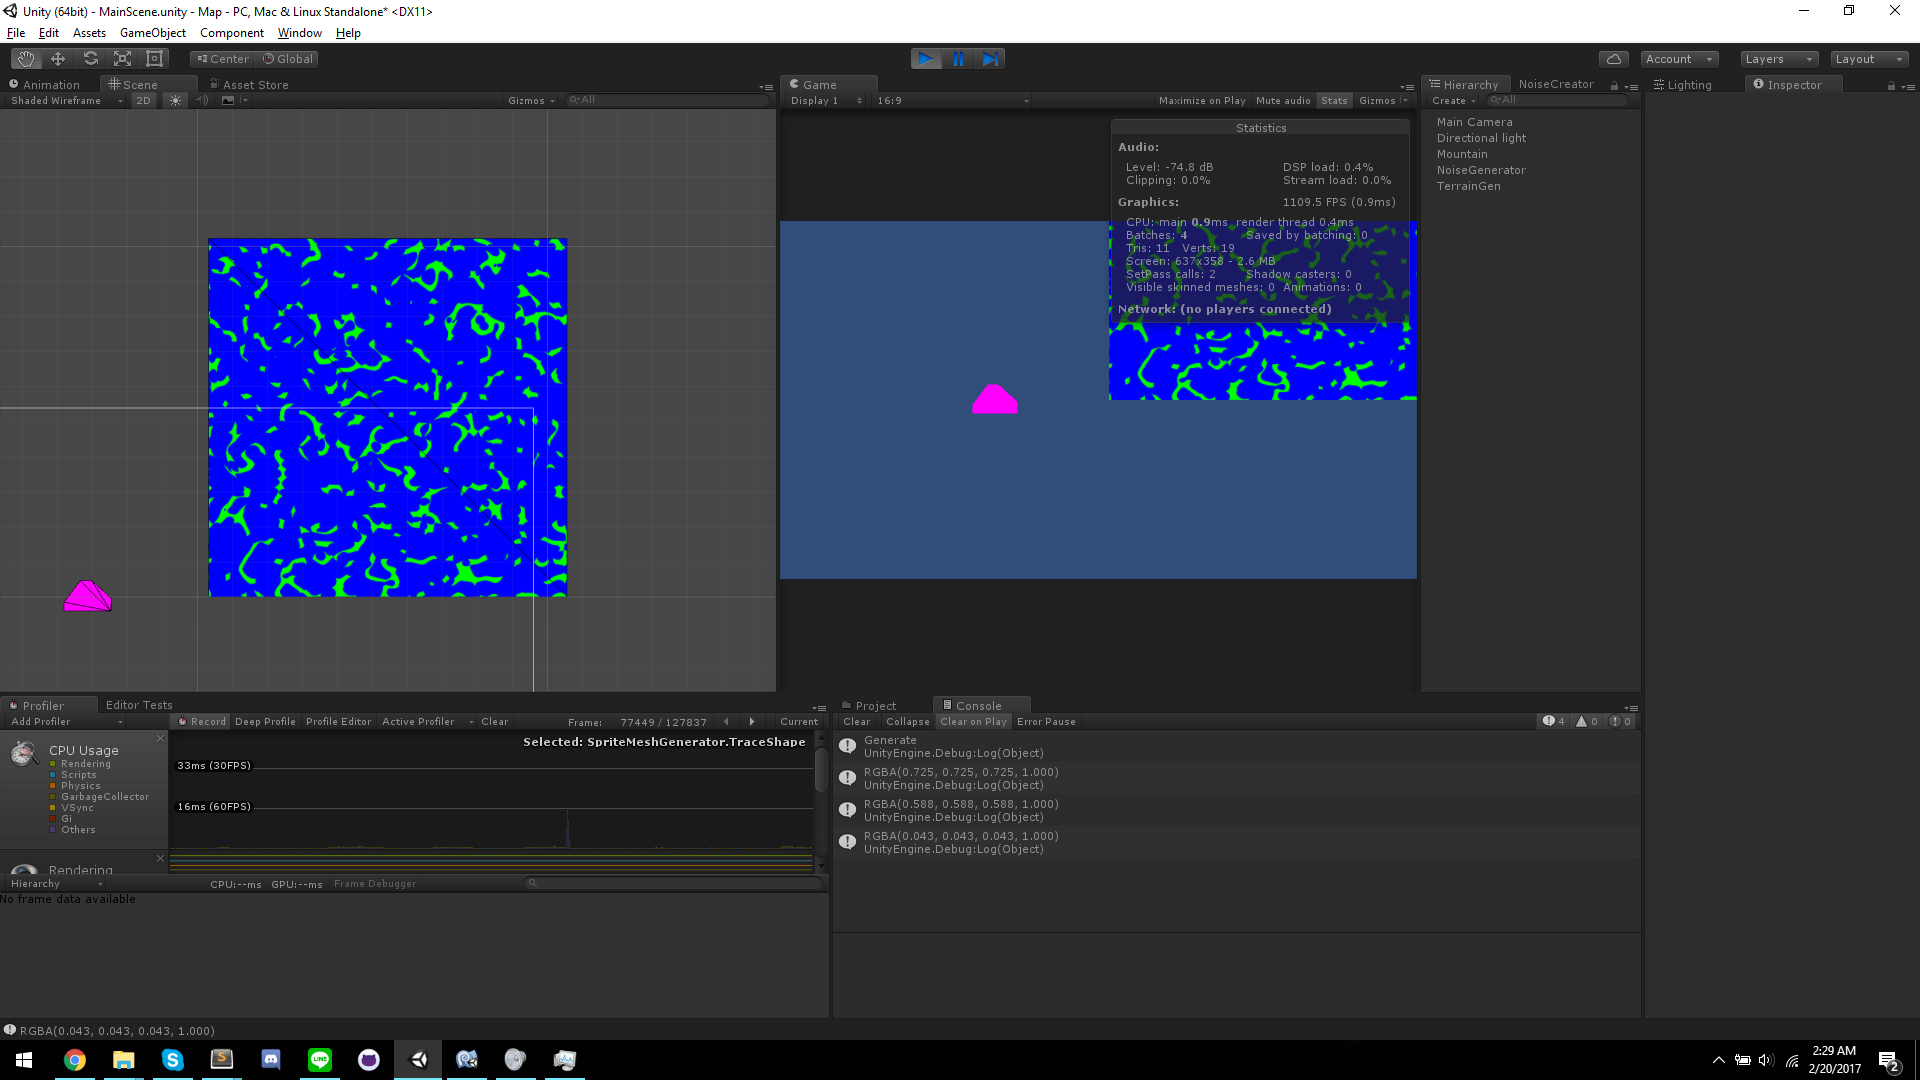 Unity (64bit) - MainScene.unity - Map - PC, Mac & Linux Standalone* <DX11>
File Edit Assets GameObject Component Window Help
Center Global Account Layers Layout
Animation Scene Asset Store
Shaded Wireframe 2D Gizmos All
Game
Display 1 16:9 Maximize on Play Mute audio Stats Gizmos
Statistics
Audio:
Level: -74.8 dB DSP load: 0.4%
Clipping: 0.0% Stream load: 0.0%
Graphics: 1109.5 FPS (0.9ms)
CPU: main 0.9ms render thread 0.4ms
Batches: 4 Saved by batching: 0
Tris: 11 Verts: 19
Screen: 637x358 - 2.6 MB
SetPass calls: 2 Shadow casters: 0
Visible skinned meshes: 0 Animations: 0
Network: (no players connected)
Hierarchy NoiseCreator
Create All
Main Camera
Directional light
Mountain
NoiseGenerator
TerrainGen
Lighting Inspector
Profiler Editor Tests
Add Profiler Record Deep Profile Profile Editor Active Profiler Clear Frame: 77449 / 127837 Current
Selected: SpriteMeshGenerator.TraceShape
CPU Usage
Rendering
Scripts
Physics
GarbageCollector
VSync
Gi
Others
33ms (30FPS)
16ms (60FPS)
Rendering
Hierarchy CPU:--ms GPU:--ms Frame Debugger
No frame data available
Project Console
Clear Collapse Clear on Play Error Pause 4 0 0
Generate
UnityEngine.Debug:Log(Object)
RGBA(0.725, 0.725, 0.725, 1.000)
UnityEngine.Debug:Log(Object)
RGBA(0.588, 0.588, 0.588, 1.000)
UnityEngine.Debug:Log(Object)
RGBA(0.043, 0.043, 0.043, 1.000)
UnityEngine.Debug:Log(Object)
RGBA(0.043, 0.043, 0.043, 1.000)
LINE
2:29 AM
2/20/2017
2